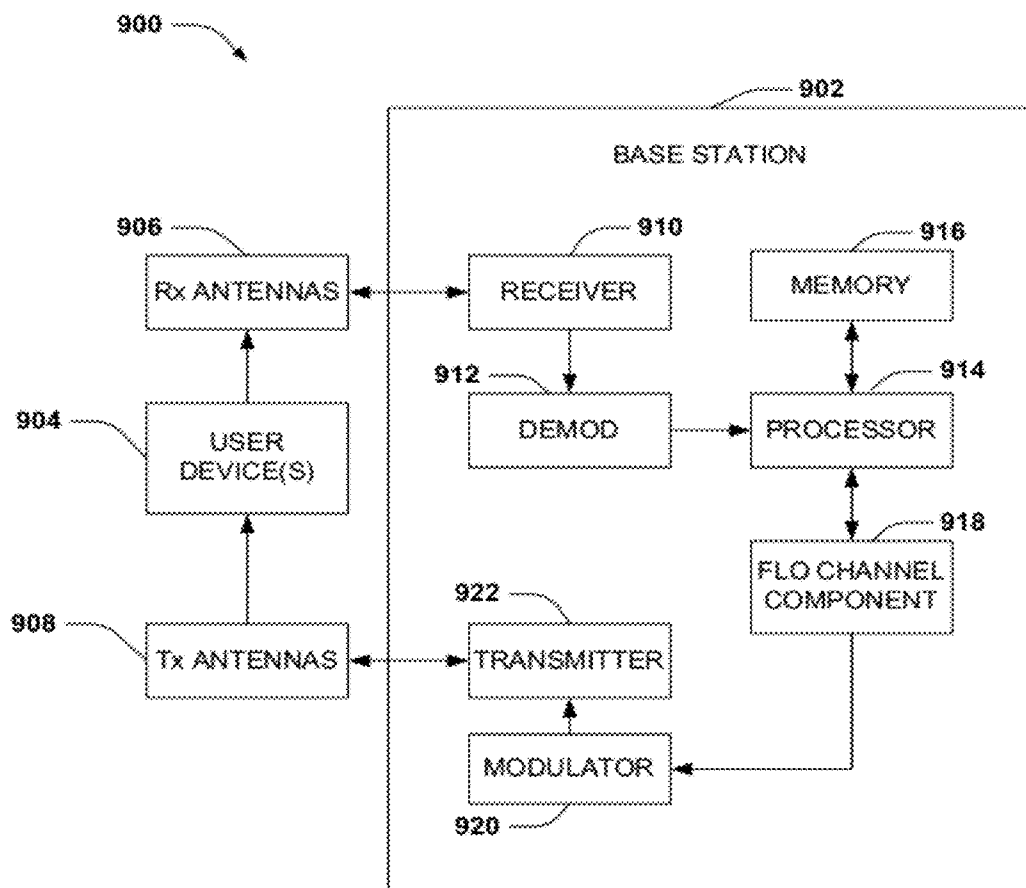 900
902
BASE STATION
906
910
916
Rx ANTENNAS
RECEIVER
MEMORY
912
914
904
USER
DEVICE(S)
DEMOD
PROCESSOR
918
FLO CHANNEL
COMPONENT
922
908
Tx ANTENNAS
TRANSMITTER
MODULATOR
920